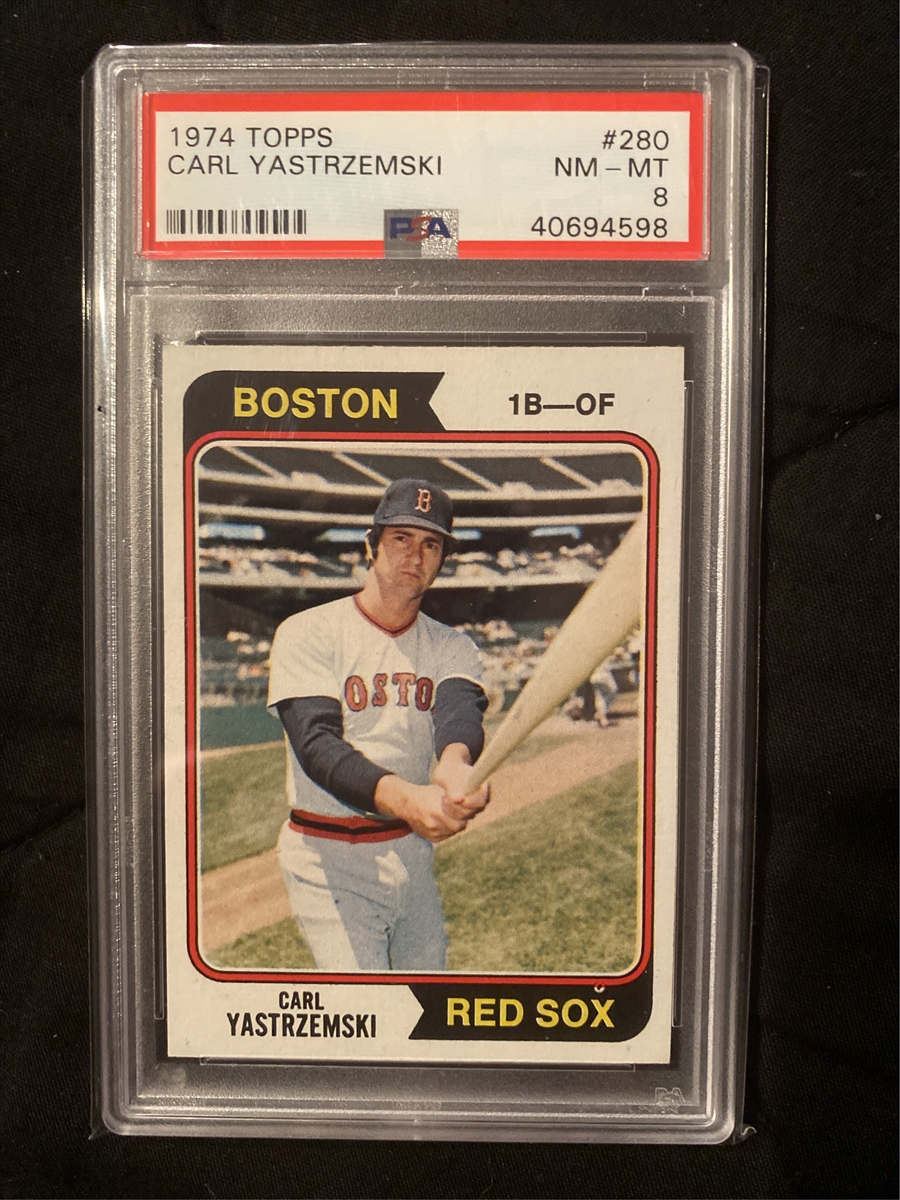 1974 TOPPS #280
CARL YASTRZEMSKI NM – MT
8
PSA 40694598
BOSTON 1B—OF
B
OSTO
CARL
YASTRZEMSKI
RED SOX